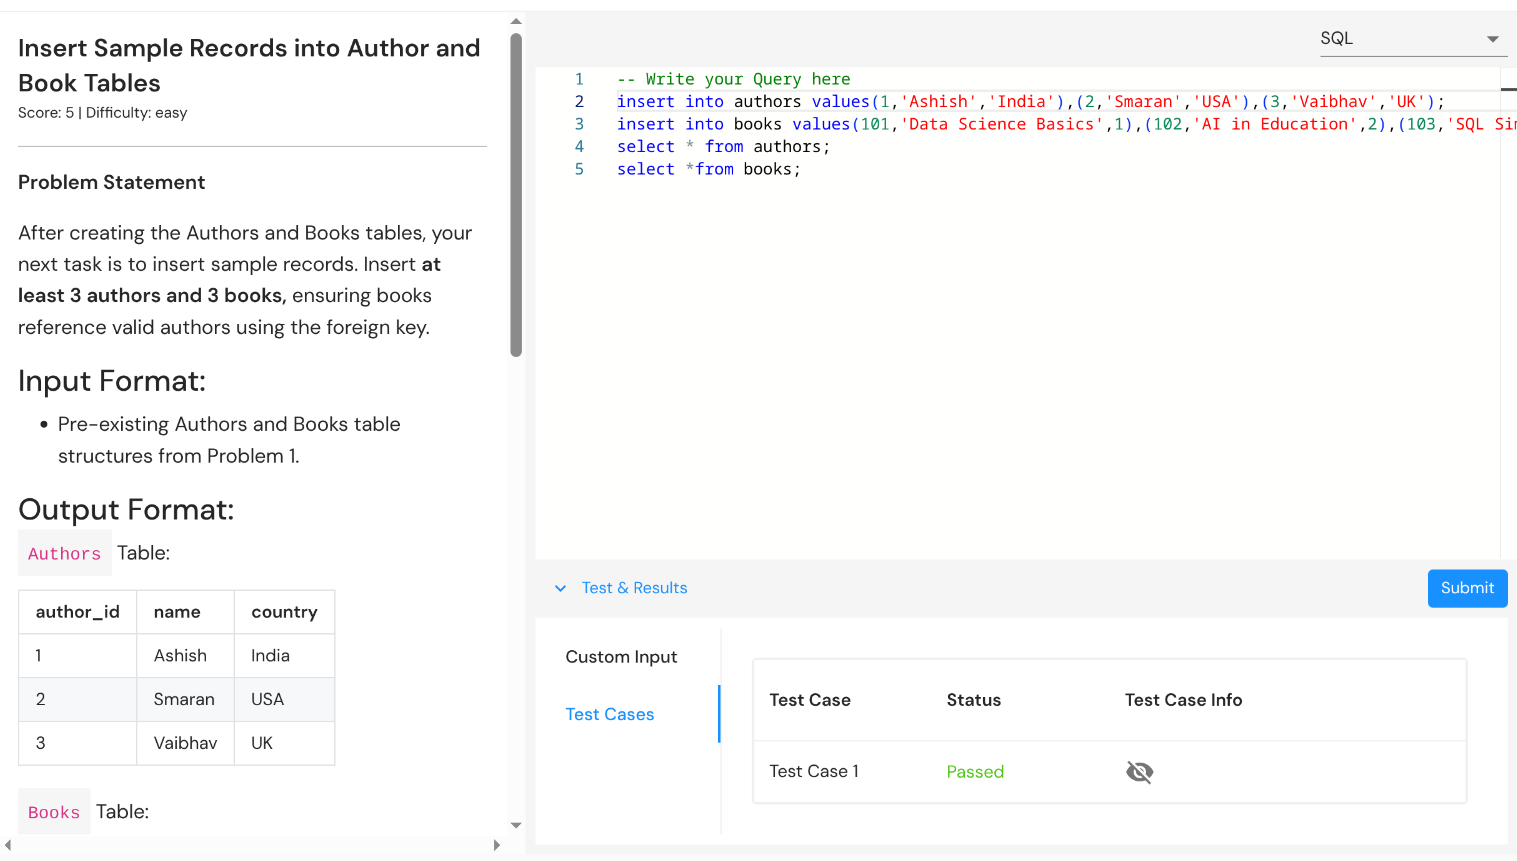 Insert Sample Records into Author and
Book Tables
Score: 5 | Difficulty: easy
Problem Statement
After creating the Authors and Books tables, your
next task is to insert sample records. Insert at
least 3 authors and 3 books, ensuring books
reference valid authors using the foreign key.
Input Format:
• Pre-existing Authors and Books table
structures from Problem 1.
Output Format:
Authors Table:
author_id name country
1 Ashish India
2 Smaran USA
3 Vaibhav UK
Books Table:
SQL
1 -- Write your Query here
2 insert into authors values(1,'Ashish','India'),(2,'Smaran','USA'),(3,'Vaibhav','UK');
3 insert into books values(101,'Data Science Basics',1),(102,'AI in Education',2),(103,'SQL Si
4 select * from authors;
5 select *from books;
Test & Results
Submit
Custom Input
Test Cases
Test Case Status Test Case Info
Test Case 1 Passed